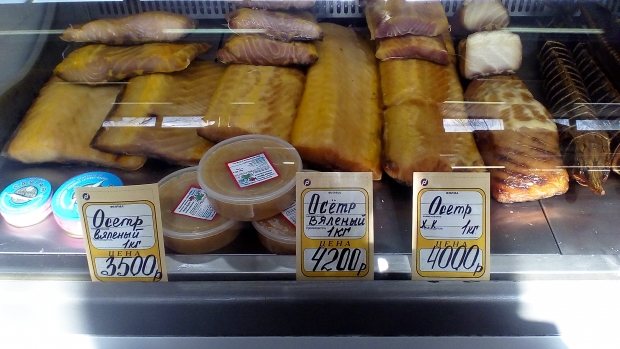 Осетр
вяленый
1кг
ЦЕНА
3500р
Осётр
вяленый
1кг
ЦЕНА
4200р
Осетр
х.к 1кг
ЦЕНА
4000р